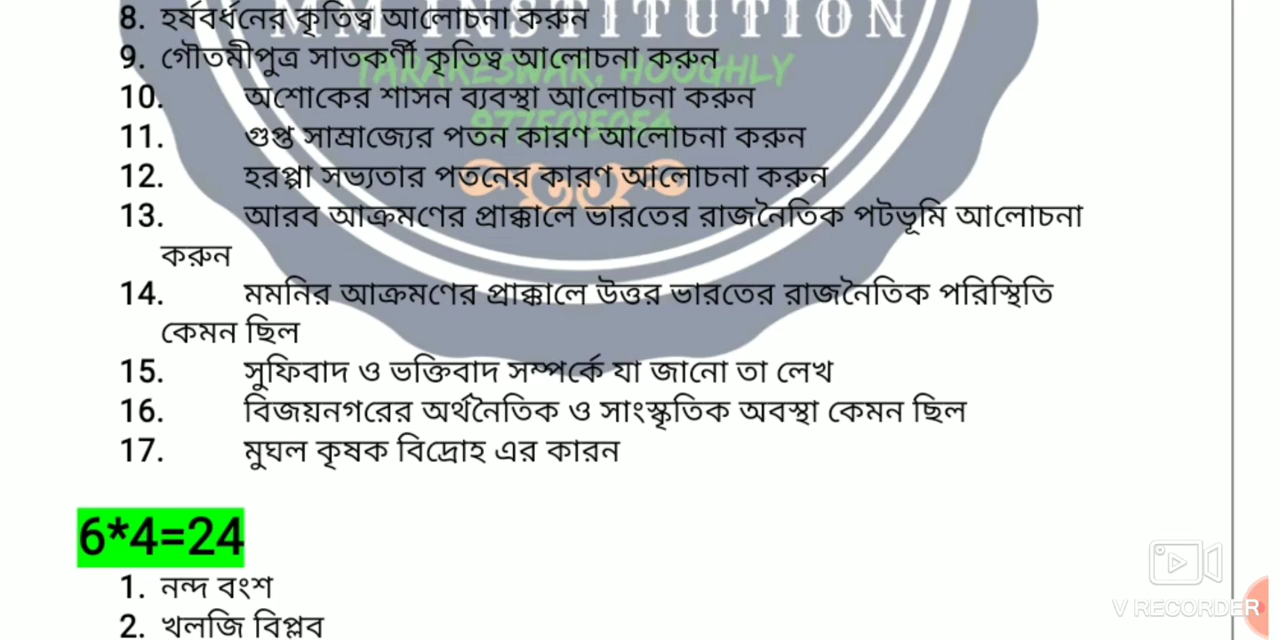 MM INSTITUTION
8. হর্ষবর্ধনের কৃতিত্ব আলোচনা করুন
9. গৌতমীপুত্র সাতকর্ণী কৃতিত্ব আলোচনা করুন
TARAKESWAR, HOOGHLY
10. অশোকের শাসন ব্যবস্থা আলোচনা করুন
11. গুপ্ত সাম্রাজ্যের পতন কারণ আলোচনা করুন
12. হরপ্পা সভ্যতার পতনের কারণ আলোচনা করুন
13. আরব আক্রমণের প্রাক্কালে ভারতের রাজনৈতিক পটভূমি আলোচনা
করুন
14. মমনির আক্রমণের প্রাক্কালে উত্তর ভারতের রাজনৈতিক পরিস্থিতি
কেমন ছিল
15. সুফিবাদ ও ভক্তিবাদ সম্পর্কে যা জানো তা লেখ
16. বিজয়নগরের অর্থনৈতিক ও সাংস্কৃতিক অবস্থা কেমন ছিল
17. মুঘল কৃষক বিদ্রোহ এর কারন
6*4=24
1. নন্দ বংশ
2. খলজি বিপ্লব
V RECORDER